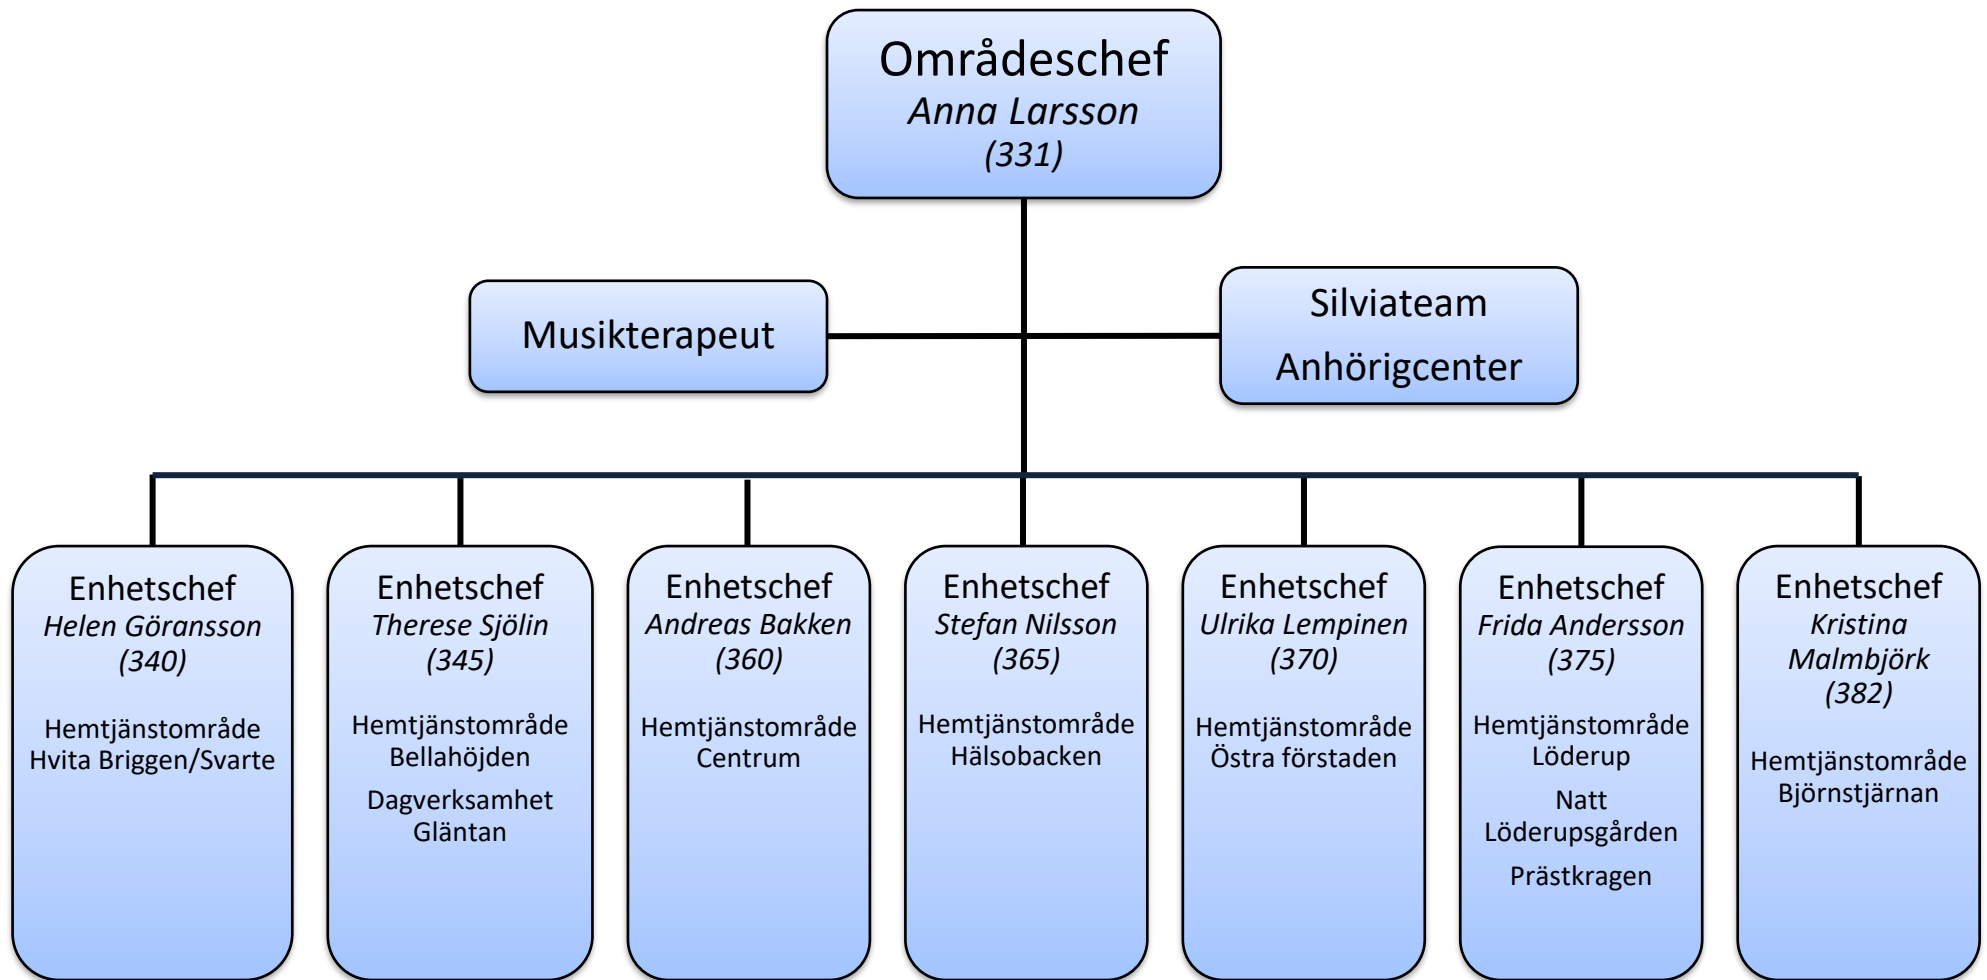 Områdeschef
Anna Larsson
(331)
Musikterapeut
Silviateam
Anhörigcenter
Enhetschef
Helen Göransson
(340)
Hemtjänstområde
Hvita Briggen/Svarte
Enhetschef
Therese Sjölin
(345)
Hemtjänstområde
Bellahöjden
Dagverksamhet
Gläntan
Enhetschef
Andreas Bakken
(360)
Hemtjänstområde
Centrum
Enhetschef
Stefan Nilsson
(365)
Hemtjänstområde
Hälsobacken
Enhetschef
Ulrika Lempinen
(370)
Hemtjänstområde
Östra förstaden
Enhetschef
Frida Andersson
(375)
Hemtjänstområde
Löderup
Natt
Löderupsgården
Prästkragen
Enhetschef
Kristina
Malmbjörk
(382)
Hemtjänstområde
Björnstjärnan